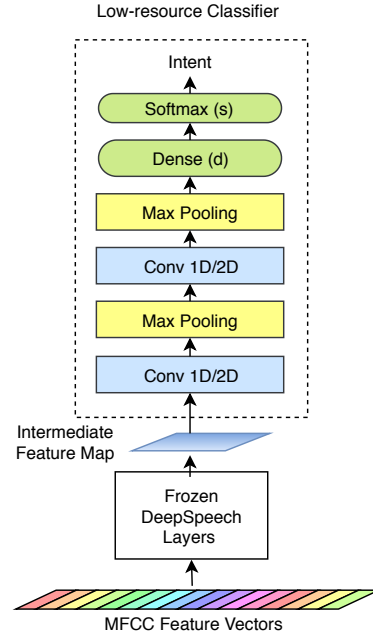 Low-resource Classifier
Intent
Softmax (s)
Dense (d)
Max Pooling
Conv 1D/2D
Max Pooling
Conv 1D/2D
Intermediate
Feature Map
Frozen
DeepSpeech
Layers
MFCC Feature Vectors